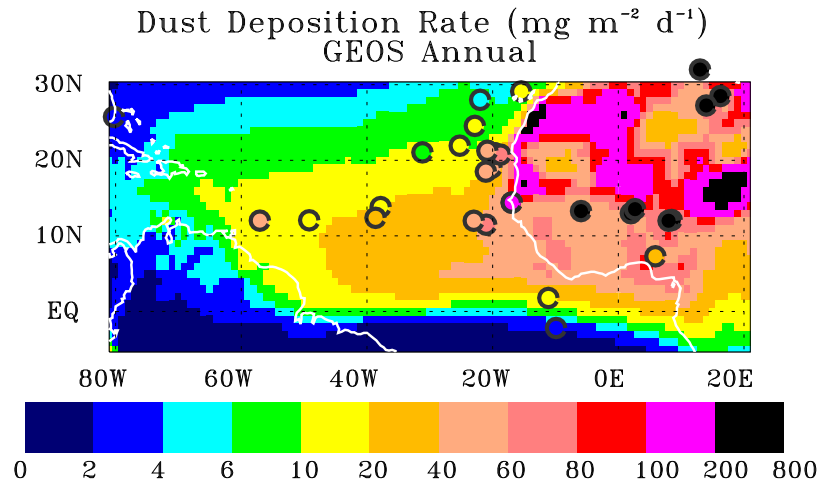 Dust Deposition Rate (mg m⁻² d⁻¹)
GEOS Annual
30N
20N
10N
EQ
80W 60W 40W 20W 0E 20E
0 2 4 6 10 20 40 60 80 100 200 800